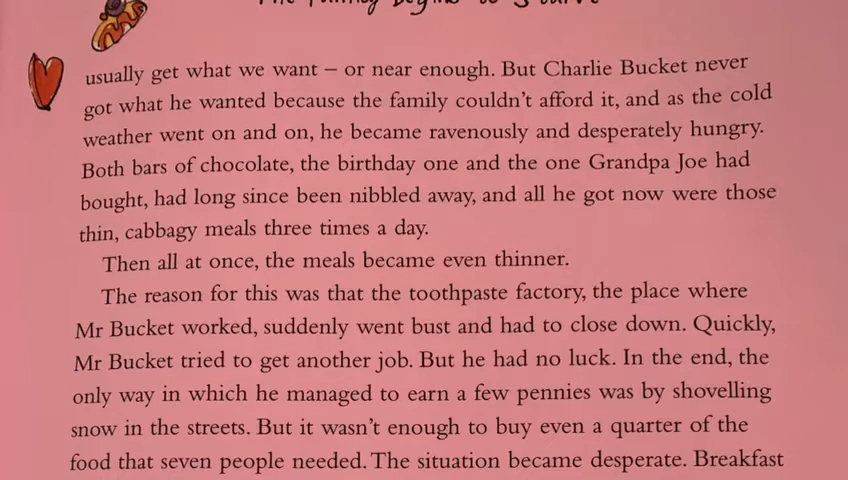 The Family Begins to Starve
usually get what we want – or near enough. But Charlie Bucket never
got what he wanted because the family couldn't afford it, and as the cold
weather went on and on, he became ravenously and desperately hungry.
Both bars of chocolate, the birthday one and the one Grandpa Joe had
bought, had long since been nibbled away, and all he got now were those
thin, cabbagy meals three times a day.
Then all at once, the meals became even thinner.
The reason for this was that the toothpaste factory, the place where
Mr Bucket worked, suddenly went bust and had to close down. Quickly,
Mr Bucket tried to get another job. But he had no luck. In the end, the
only way in which he managed to earn a few pennies was by shovelling
snow in the streets. But it wasn't enough to buy even a quarter of the
food that seven people needed. The situation became desperate. Breakfast